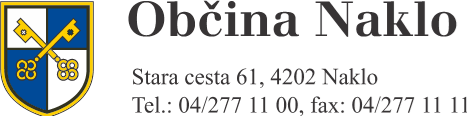 Občina Naklo
Stara cesta 61, 4202 Naklo
Tel.: 04/277 11 00, fax: 04/277 11 11